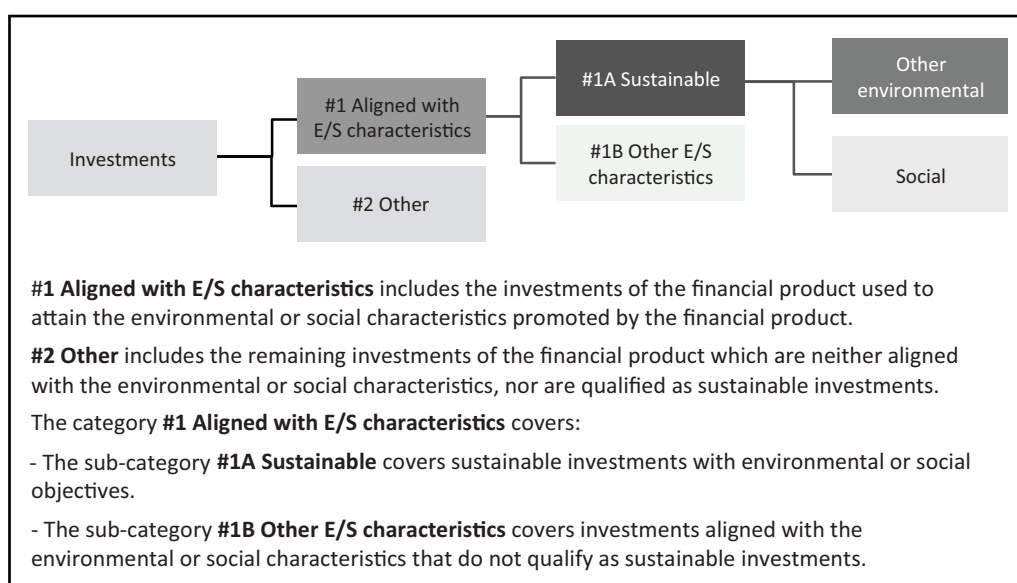 Investments
#1 Aligned with
E/S characteristics
#2 Other
#1A Sustainable
#1B Other E/S
characteristics
Other
environmental
Social
#1 Aligned with E/S characteristics includes the investments of the financial product used to
attain the environmental or social characteristics promoted by the financial product.
#2 Other includes the remaining investments of the financial product which are neither aligned
with the environmental or social characteristics, nor are qualified as sustainable investments.
The category #1 Aligned with E/S characteristics covers:
- The sub-category #1A Sustainable covers sustainable investments with environmental or social
objectives.
- The sub-category #1B Other E/S characteristics covers investments aligned with the
environmental or social characteristics that do not qualify as sustainable investments.